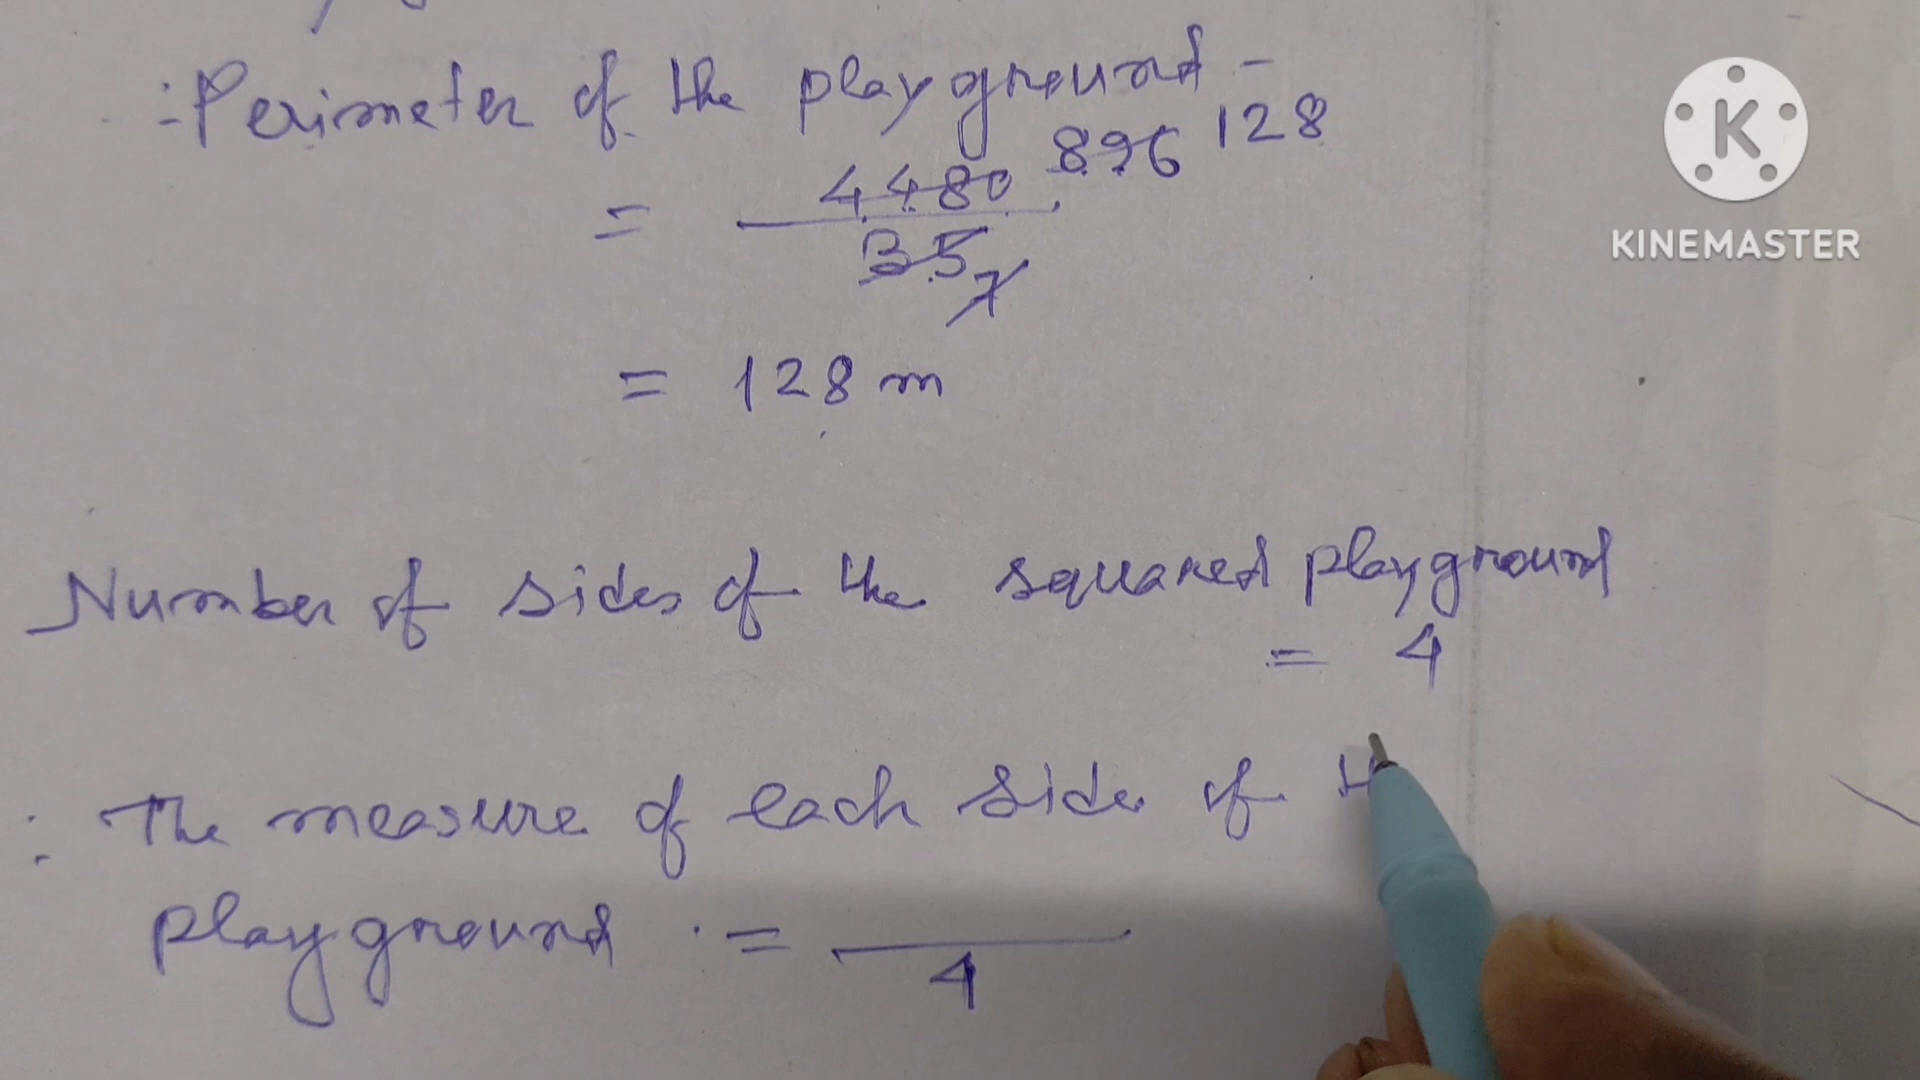 ∴ Perimeter of the playground -
= 4480 896 128
35 7
= 128 m
Number of sides of the squared playground
= 4
∴ The measure of each side of
playground = 
4
K
KINEMASTER